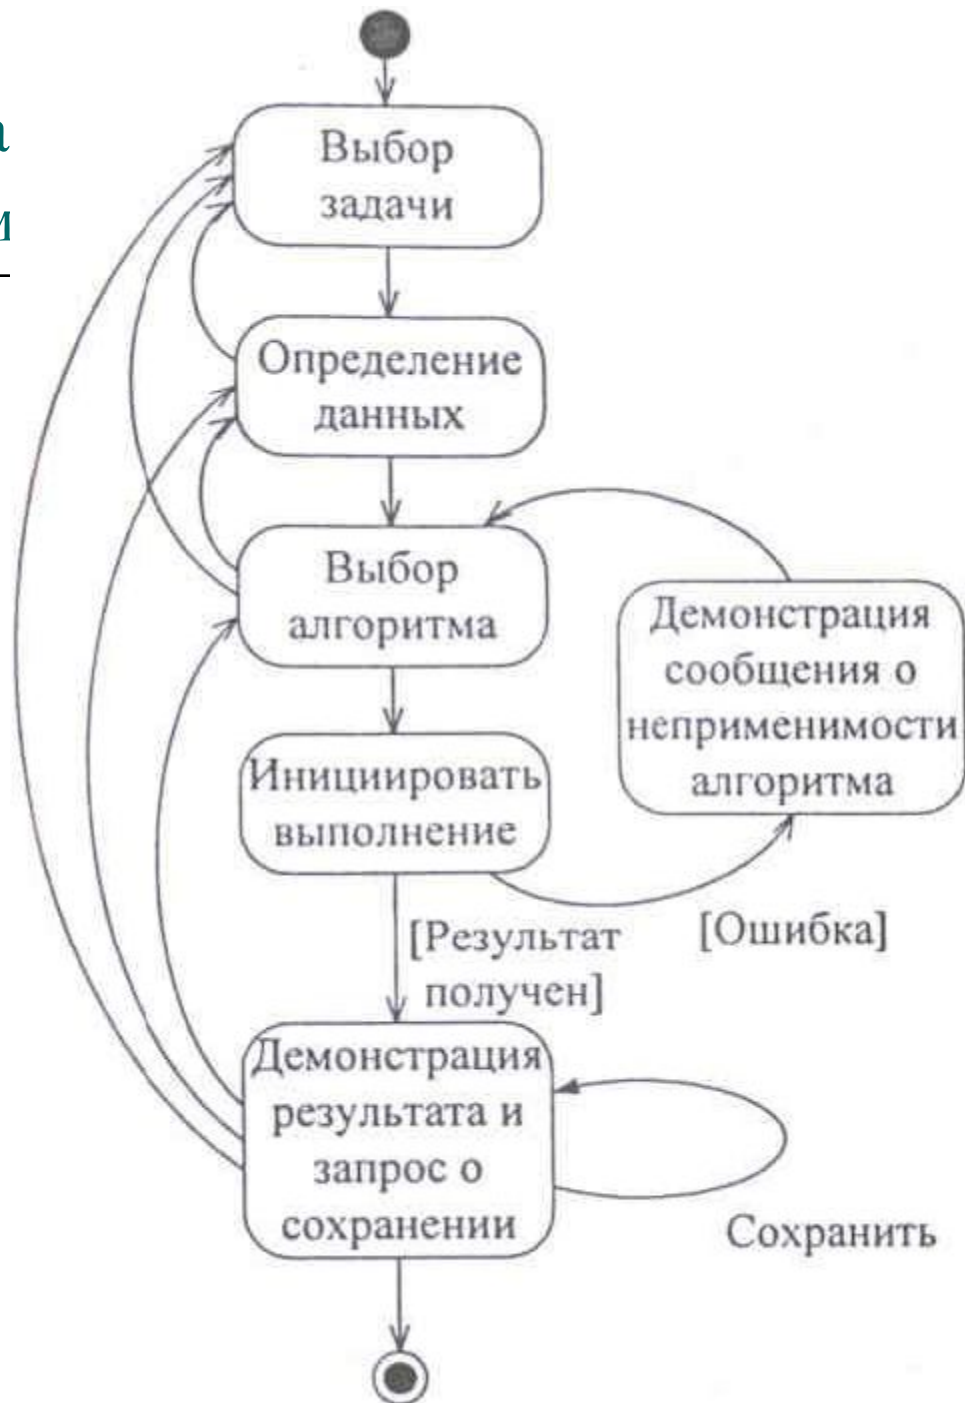 а
м
Выбор
задачи
Определение
данных
Выбор
алгоритма
Демонстрация
сообщения о
неприменимости
алгоритма
Инициировать
выполнение
[Результат
получен]
[Ошибка]
Демонстрация
результата и
запрос о
сохранении
Сохранить